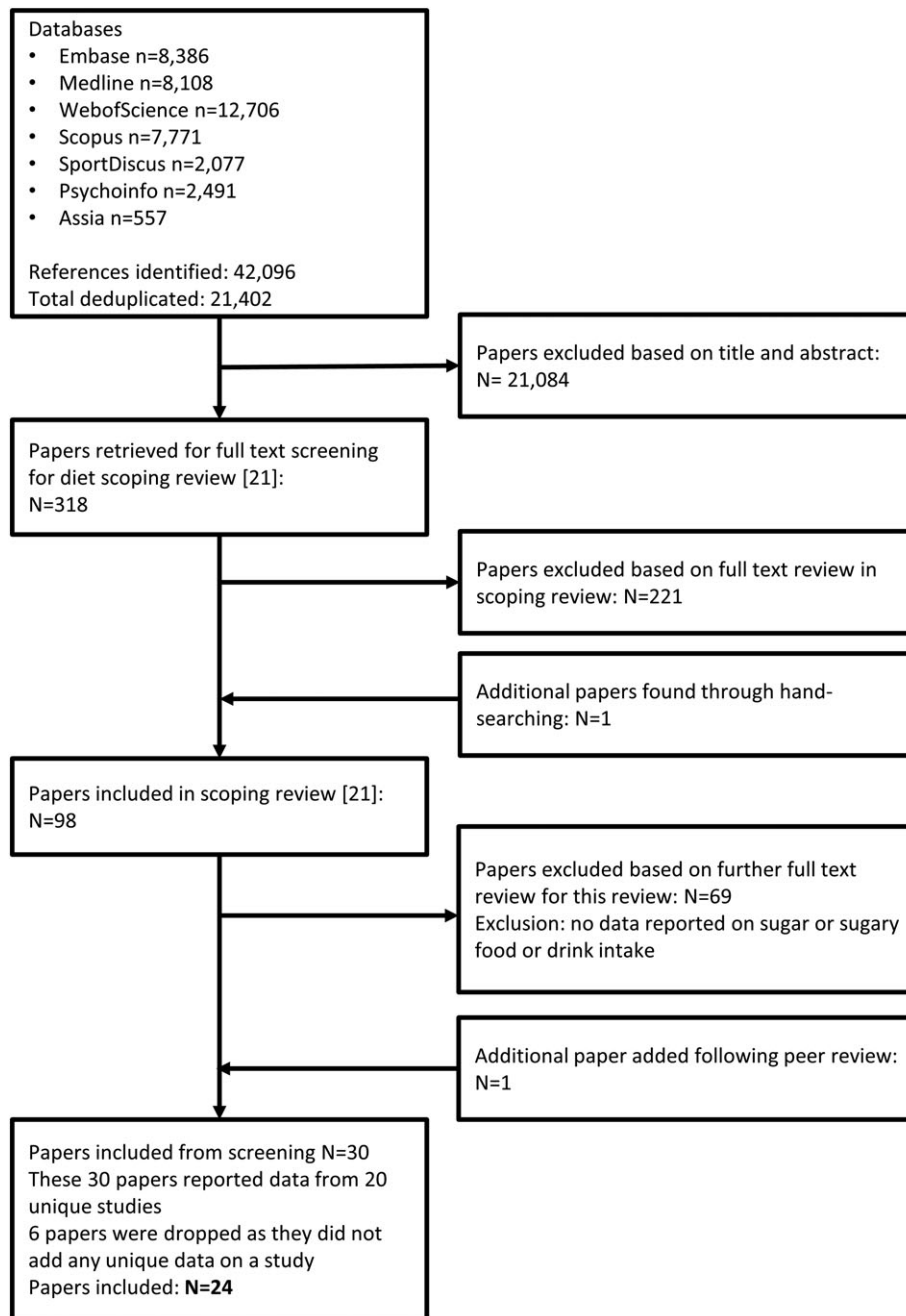 Databases
• Embase n=8,386
• Medline n=8,108
• WebofScience n=12,706
• Scopus n=7,771
• SportDiscus n=2,077
• Psychoinfo n=2,491
• Assia n=557
References identified: 42,096
Total deduplicated: 21,402
Papers excluded based on title and abstract:
N= 21,084
Papers retrieved for full text screening
for diet scoping review [21]:
N=318
Papers excluded based on full text review in
scoping review: N=221
Additional papers found through hand-
searching: N=1
Papers included in scoping review [21]:
N=98
Papers excluded based on further full text
review for this review: N=69
Exclusion: no data reported on sugar or sugary
food or drink intake
Additional paper added following peer review:
N=1
Papers included from screening N=30
These 30 papers reported data from 20
unique studies
6 papers were dropped as they did not
add any unique data on a study
Papers included: N=24